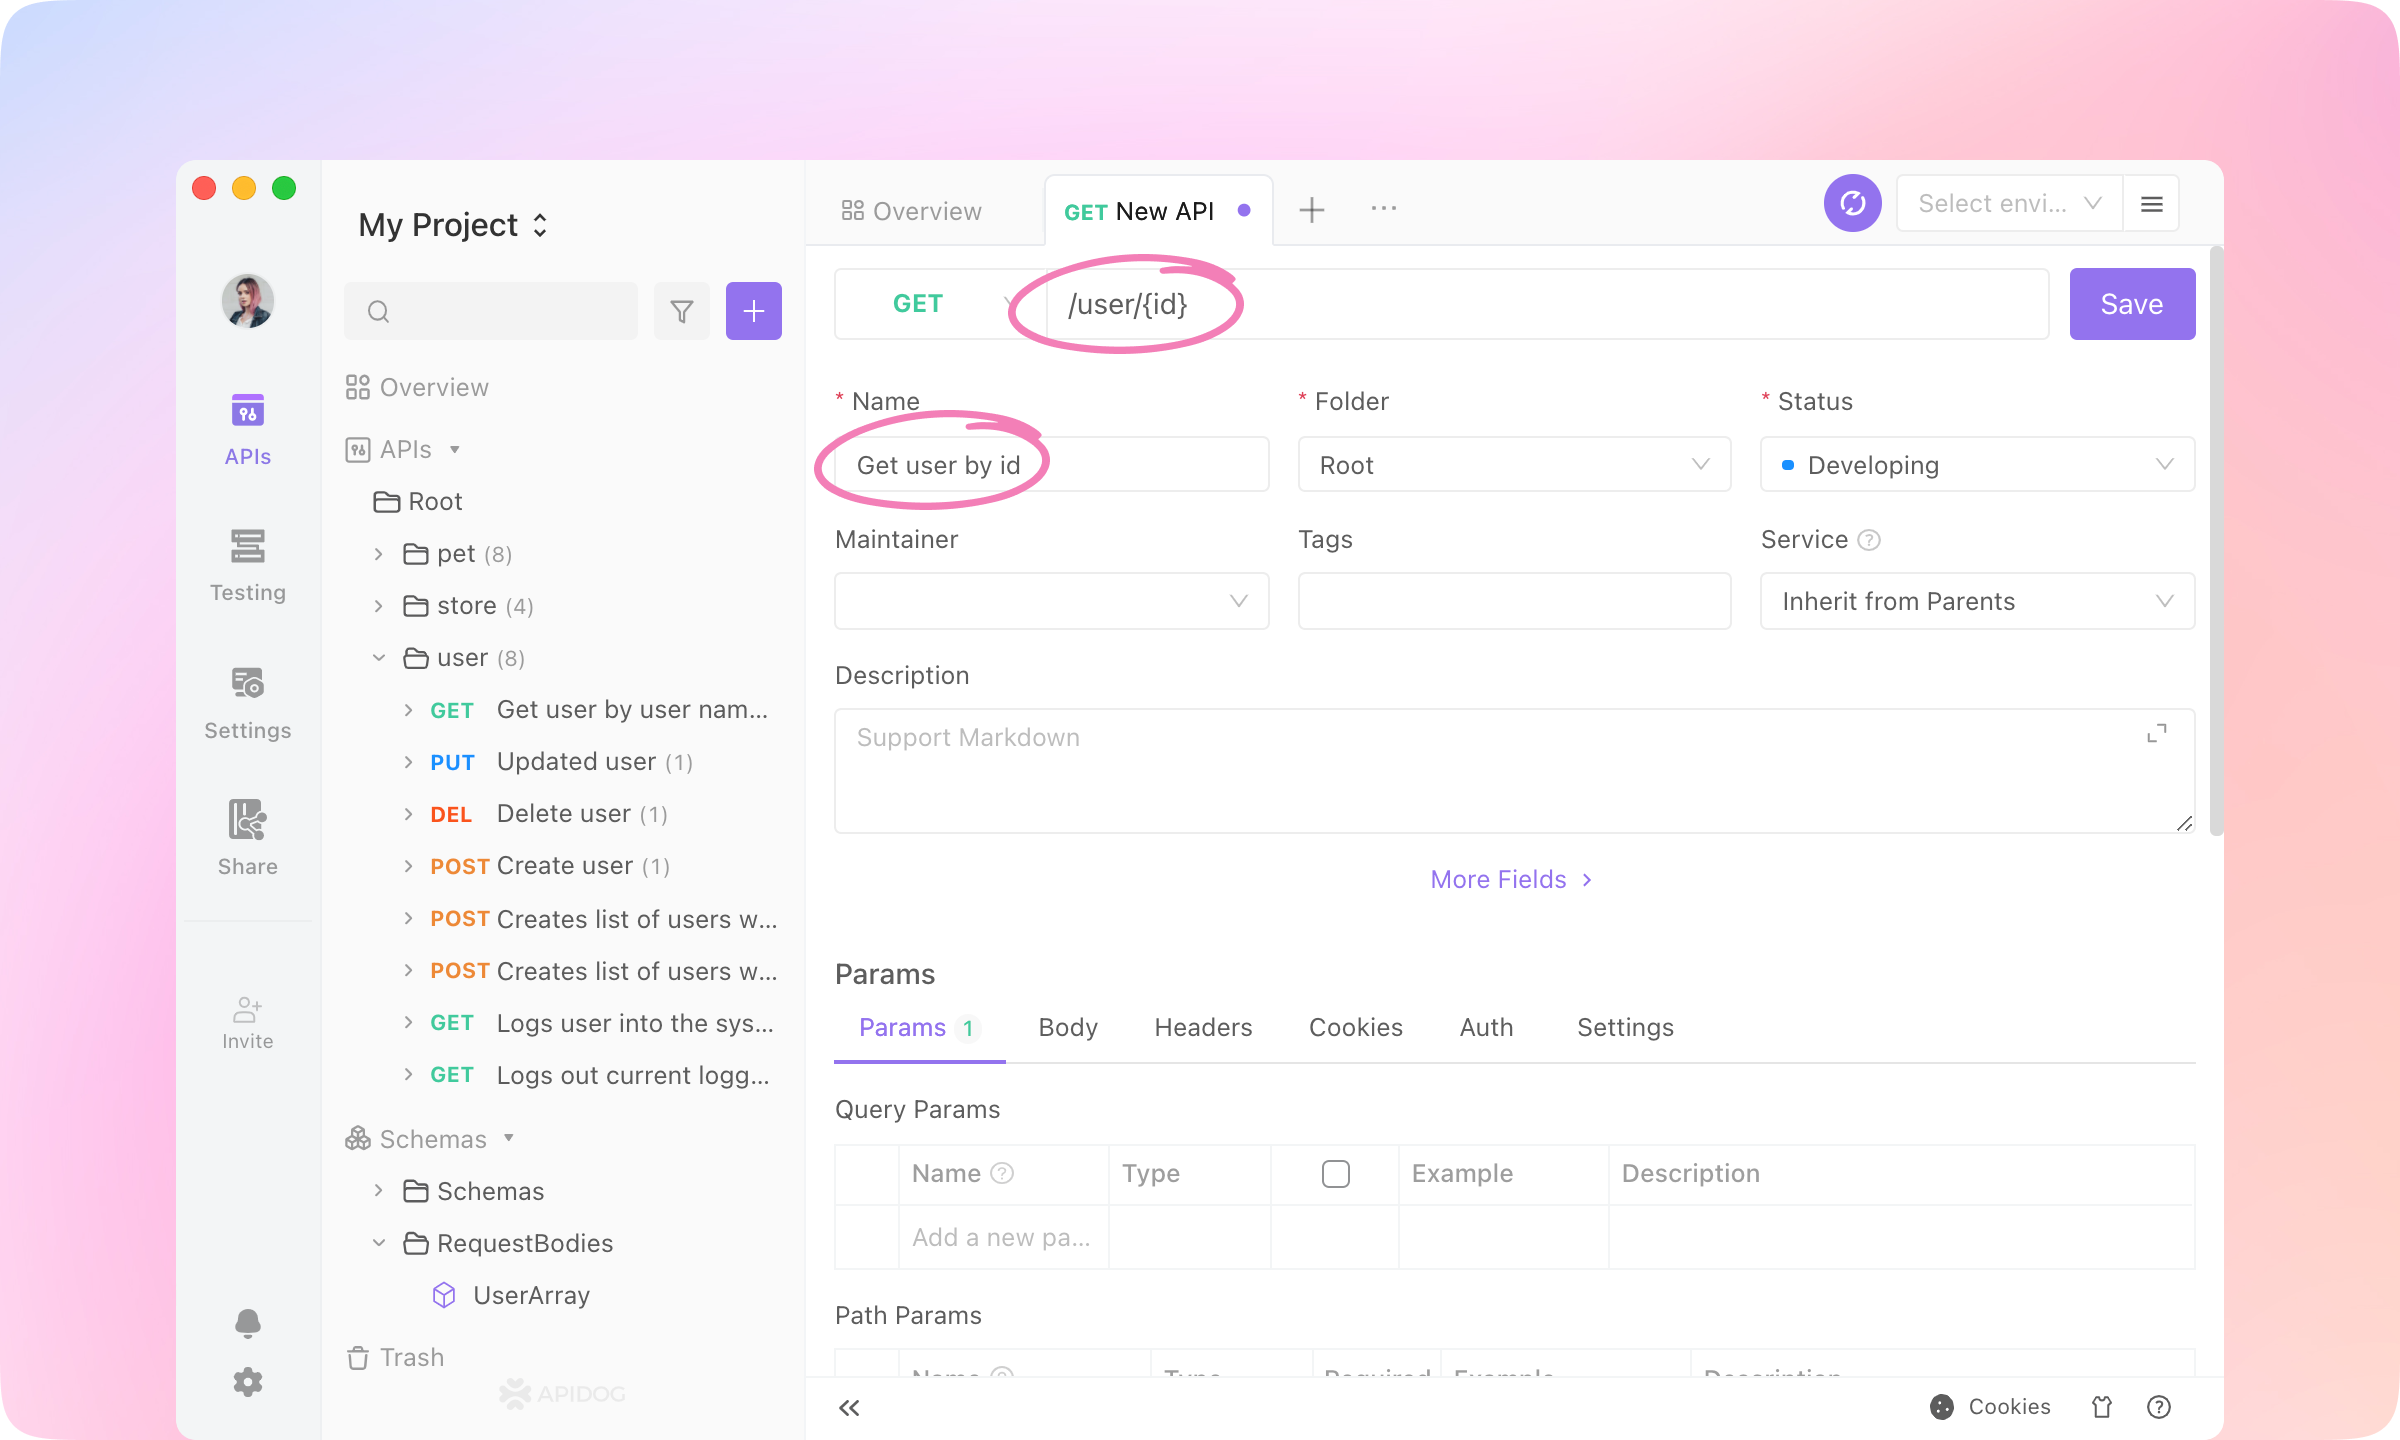 My Project
Overview
APIs
Root
pet (8)
store (4)
user (8)
GET Get user by user nam...
PUT Updated user (1)
DEL Delete user (1)
POST Create user (1)
POST Creates list of users w...
POST Creates list of users w...
GET Logs user into the sys...
GET Logs out current logg...
Schemas
Schemas
RequestBodies
UserArray
Trash
APIDOG
APIs
Testing
Settings
Share
Invite
Overview
GET New API
Select envi...
GET /user/{id}
Save
* Name
* Folder
* Status
Get user by id
Root
Developing
Maintainer
Tags
Service ?
Inherit from Parents
Description
Support Markdown
More Fields
Params
Params 1 Body Headers Cookies Auth Settings
Query Params
Name ? Type Example Description
Add a new pa...
Path Params
Name ? Type Required Example Description
Cookies ?